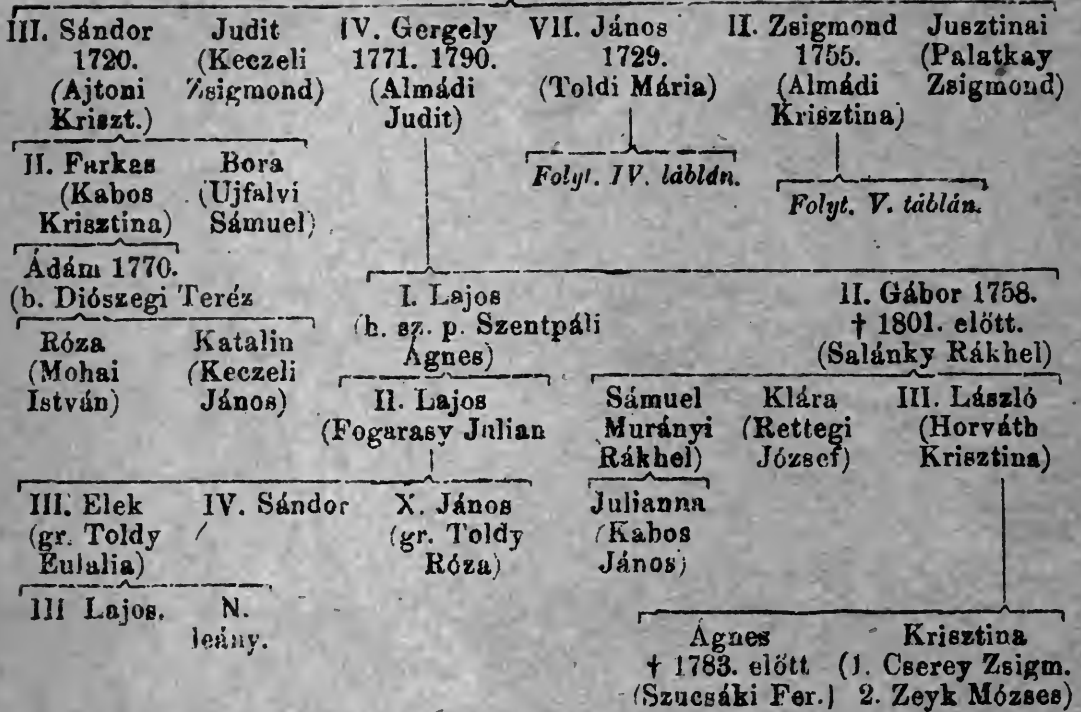 III. Sándor Judit IV. Gergely VII. János II. Zsigmond Jusztinai
1720. (Keczeli 1771. 1790. 1729. 1755. (Palatkay
(Ajtoni Zsigmond) (Almádi (Toldi Mária) (Almádi Zsigmond)
Kriszt.) Judit) Krisztina)
II. Farkas Bora Folyt. IV. táblán.
(Kabos (Ujfalvi Folyt. V. táblán.
Krisztina) Sámuel)
Ádám 1770.
(b. Diószegi Teréz I. Lajos II. Gábor 1758.
(h. sz. p. Szentpáli † 1801. előtt.
Róza Katalin Ágnes) (Salánky Rákhel)
(Mohai (Keczeli
István) János) II. Lajos Sámuel Klára III. László
(Fogarasy Julian Murányi (Rettegi (Horváth
Rákhel) József) Krisztina)
III. Elek IV. Sándor X. János Julianna
(gr. Toldy (gr. Toldy (Kabos
Eulalia) Róza) János)
III Lajos. N.
leány. Ágnes Krisztina
† 1783. előtt (1. Cserey Zsigm.
(Szucsáki Fer.) 2. Zeyk Mózses)